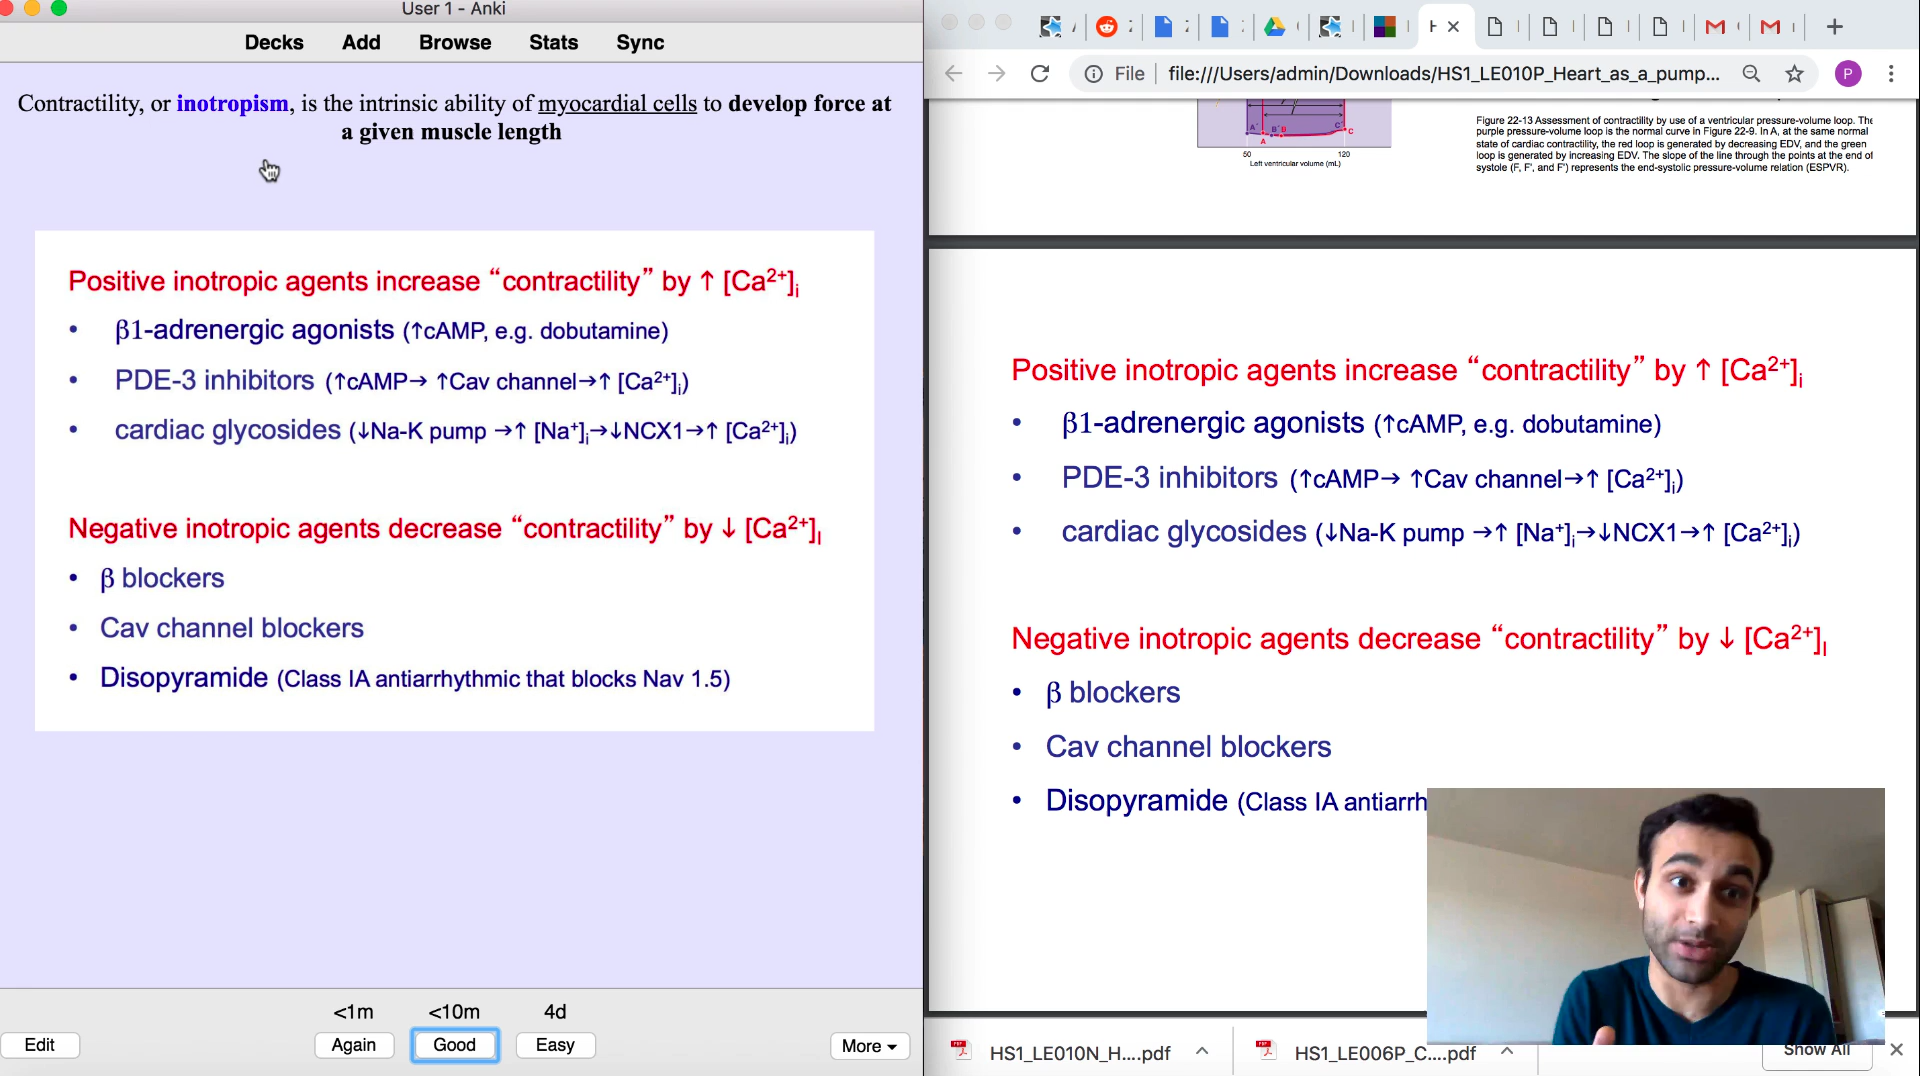 User 1 - Anki
Decks Add Browse Stats Sync
Contractility, or inotropism, is the intrinsic ability of myocardial cells to develop force at
a given muscle length
Positive inotropic agents increase “contractility” by ↑ [Ca²⁺]ᵢ
• β1-adrenergic agonists (↑cAMP, e.g. dobutamine)
• PDE-3 inhibitors (↑cAMP→ ↑Cav channel→↑ [Ca²⁺]ᵢ)
• cardiac glycosides (↓Na-K pump →↑ [Na⁺]ᵢ→↓NCX1→↑ [Ca²⁺]ᵢ)
Negative inotropic agents decrease “contractility” by ↓ [Ca²⁺]I
• β blockers
• Cav channel blockers
• Disopyramide (Class IA antiarrhythmic that blocks Nav 1.5)
<1m <10m 4d
Edit Again Good Easy More
File file:///Users/admin/Downloads/HS1_LE010P_Heart_as_a_pump... P
A" B" B C" C
A
50 120
Left ventricular volume (mL)
Figure 22-13 Assessment of contractility by use of a ventricular pressure-volume loop. The
purple pressure-volume loop is the normal curve in Figure 22-9. In A, at the same normal
state of cardiac contractility, the red loop is generated by decreasing EDV, and the green
loop is generated by increasing EDV. The slope of the line through the points at the end of
systole (F, F', and F") represents the end-systolic pressure-volume relation (ESPVR).
Positive inotropic agents increase “contractility” by ↑ [Ca²⁺]ᵢ
• β1-adrenergic agonists (↑cAMP, e.g. dobutamine)
• PDE-3 inhibitors (↑cAMP→ ↑Cav channel→↑ [Ca²⁺]ᵢ)
• cardiac glycosides (↓Na-K pump →↑ [Na⁺]ᵢ→↓NCX1→↑ [Ca²⁺]ᵢ)
Negative inotropic agents decrease “contractility” by ↓ [Ca²⁺]I
• β blockers
• Cav channel blockers
• Disopyramide (Class IA antiarrh
HS1_LE010N_H....pdf HS1_LE006P_C....pdf Show All